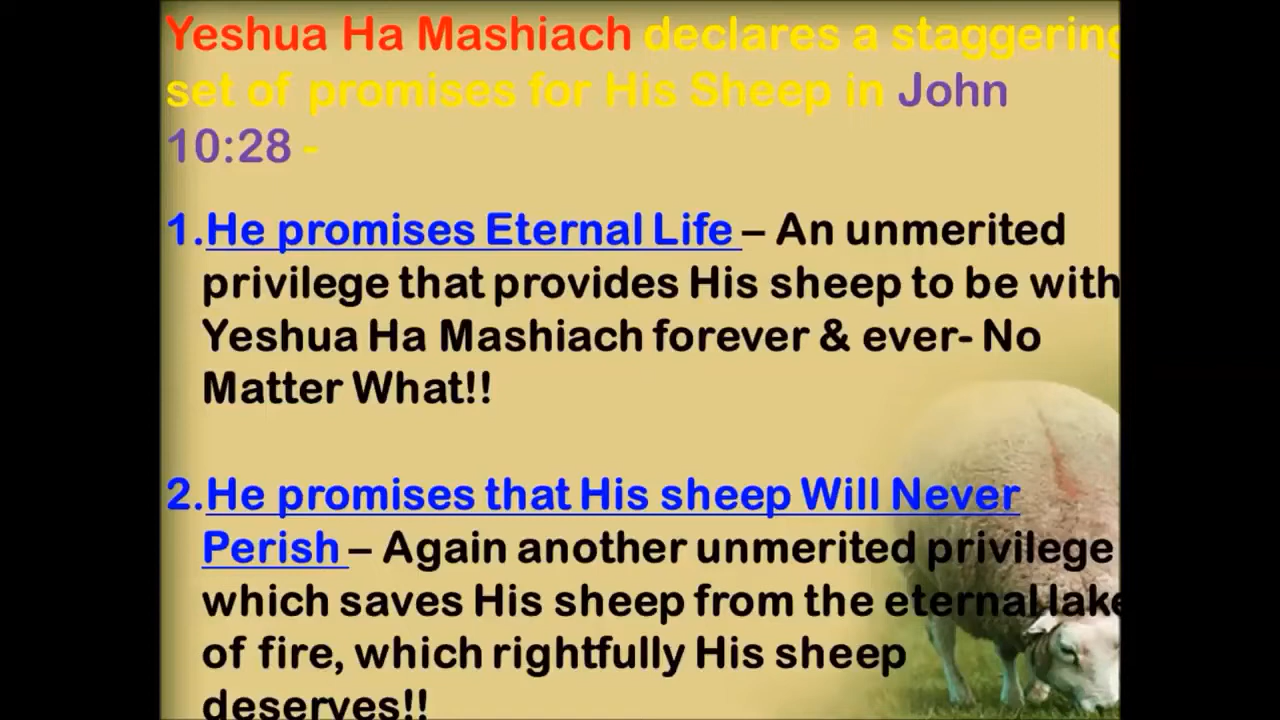 Yeshua Ha Mashiach declares a staggering
set of promises for His Sheep in John
10:28 -
1.He promises Eternal Life – An unmerited
privilege that provides His sheep to be with
Yeshua Ha Mashiach forever & ever- No
Matter What!!
2.He promises that His sheep Will Never
Perish – Again another unmerited privilege
which saves His sheep from the eternal lake
of fire, which rightfully His sheep
deserves!!